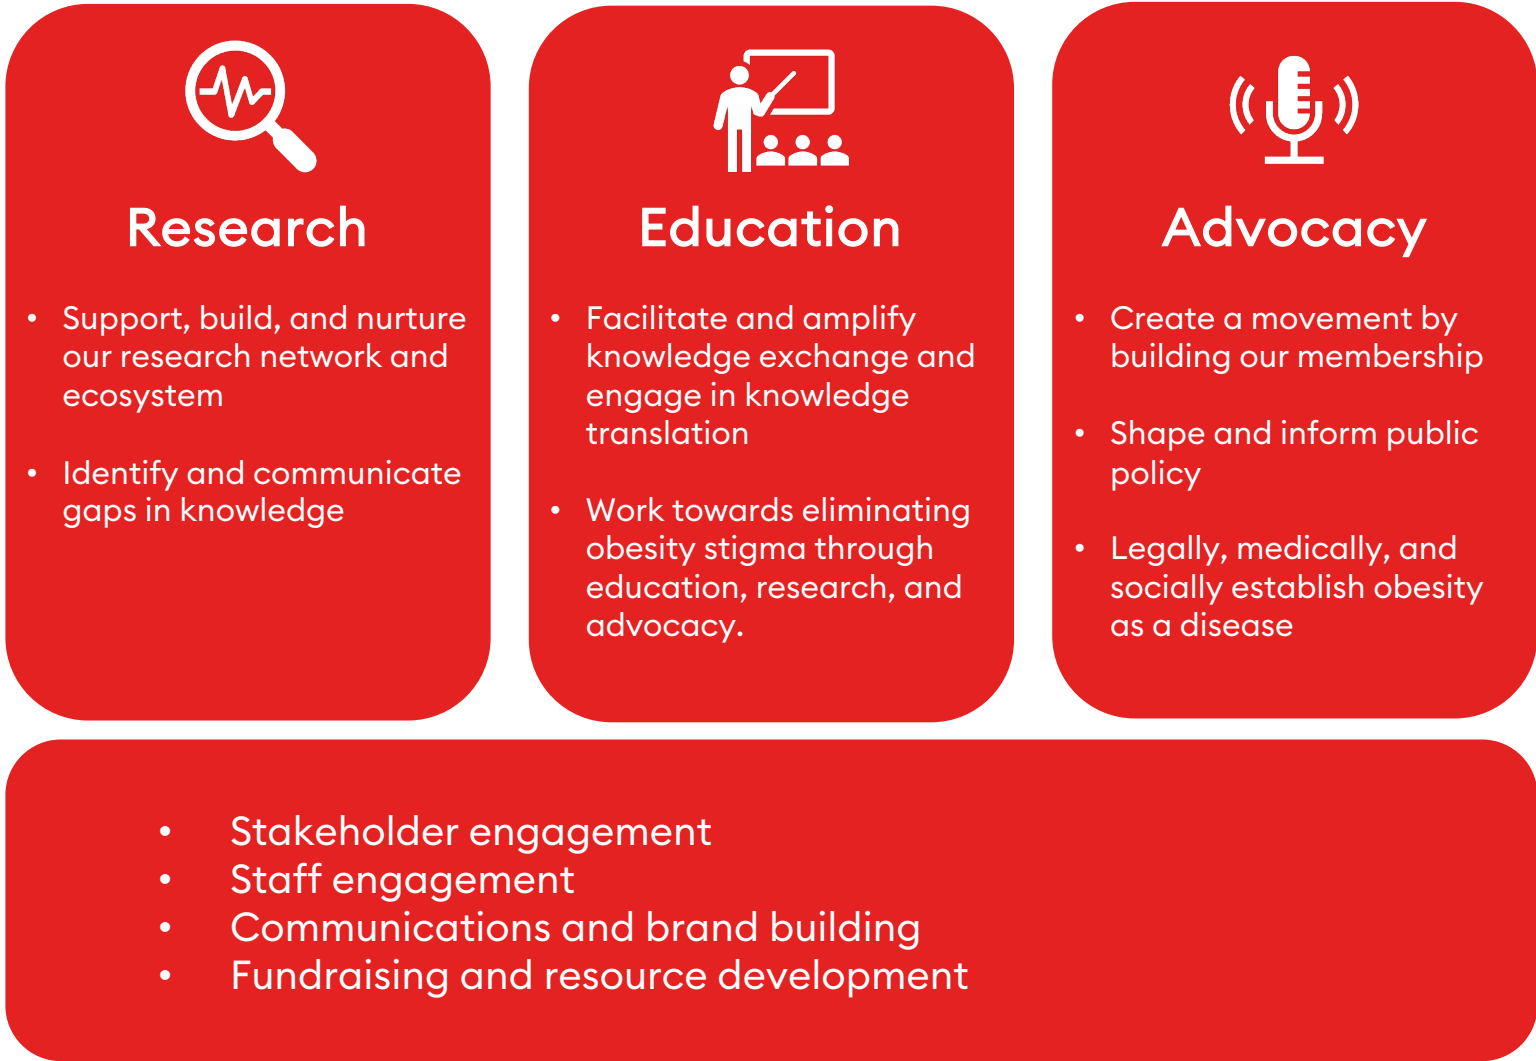 Research
• Support, build, and nurture
our research network and
ecosystem
• Identify and communicate
gaps in knowledge
Education
• Facilitate and amplify
knowledge exchange and
engage in knowledge
translation
• Work towards eliminating
obesity stigma through
education, research, and
advocacy.
Advocacy
• Create a movement by
building our membership
• Shape and inform public
policy
• Legally, medically, and
socially establish obesity
as a disease
• Stakeholder engagement
• Staff engagement
• Communications and brand building
• Fundraising and resource development